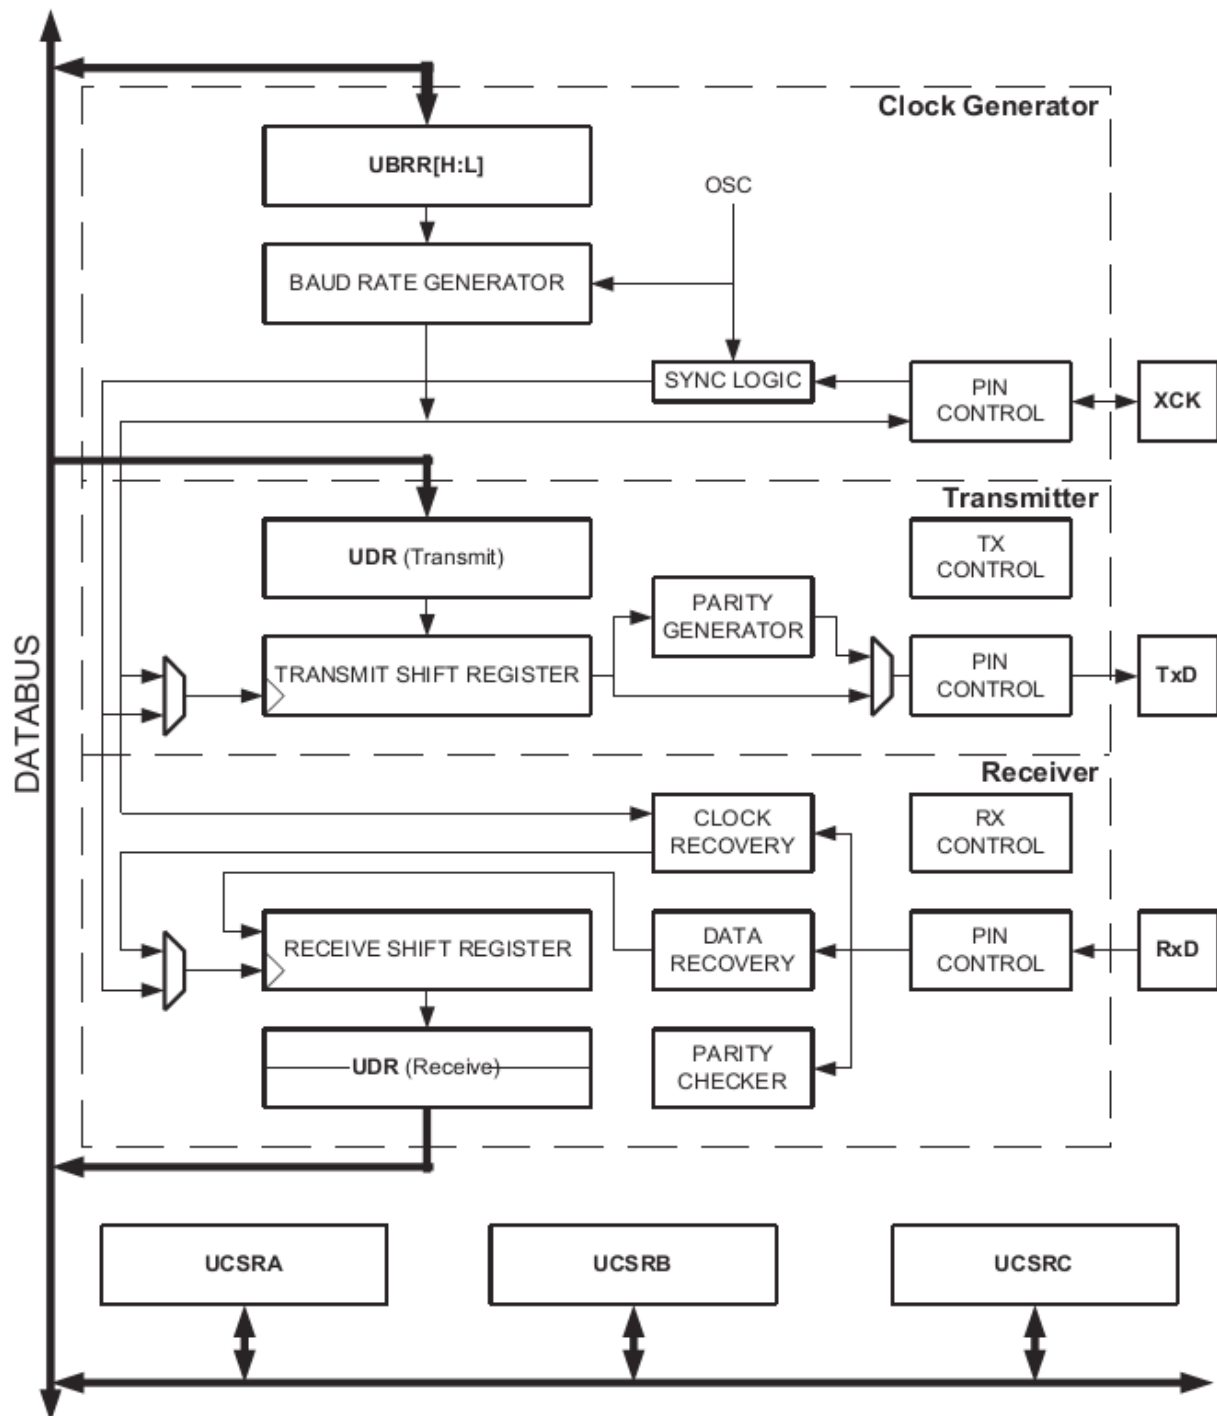 Clock Generator
UBRR[H:L]
OSC
BAUD RATE GENERATOR
SYNC LOGIC
PIN
CONTROL
XCK
Transmitter
UDR (Transmit)
TX
CONTROL
PARITY
GENERATOR
TRANSMIT SHIFT REGISTER
PIN
CONTROL
TxD
DATABUS
Receiver
CLOCK
RECOVERY
RX
CONTROL
RECEIVE SHIFT REGISTER
DATA
RECOVERY
PIN
CONTROL
RxD
UDR (Receive)
PARITY
CHECKER
UCSRA
UCSRB
UCSRC